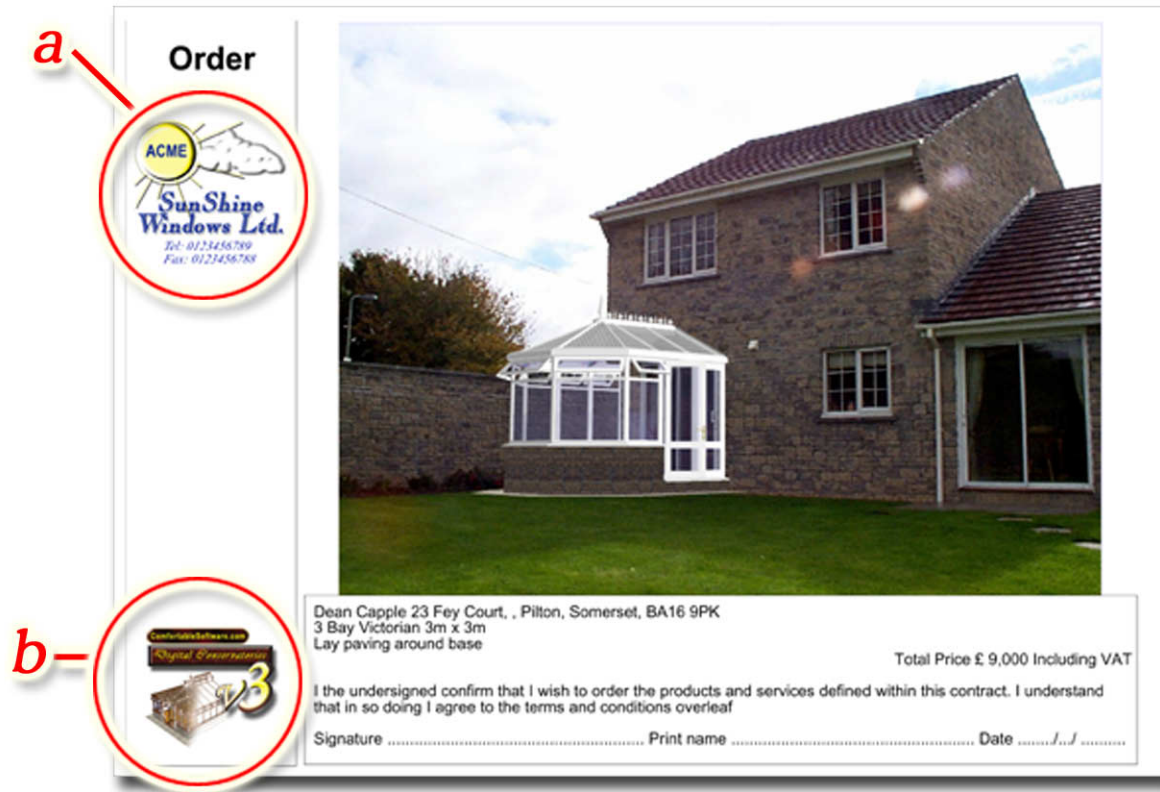 a
Order
ACME
SunShine
Windows Ltd.
Tel: 0123456789
Fax: 0123456788
b
ComfortableSoftware.com
Digital Conservatories
v3
Dean Capple 23 Fey Court, , Pilton, Somerset, BA16 9PK
3 Bay Victorian 3m x 3m
Lay paving around base
Total Price £ 9,000 Including VAT
I the undersigned confirm that I wish to order the products and services defined within this contract. I understand
that in so doing I agree to the terms and conditions overleaf
Signature .................................................... Print name .................................................. Date ......../.../ ..........